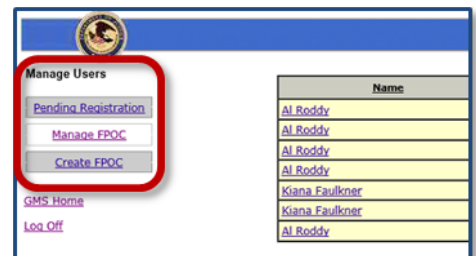 Manage Users
Pending Registration
Manage FPOC
Create FPOC
GMS Home
Log Off
Name
Al Roddy
Al Roddy
Al Roddy
Al Roddy
Kiana Faulkner
Kiana Faulkner
Al Roddy